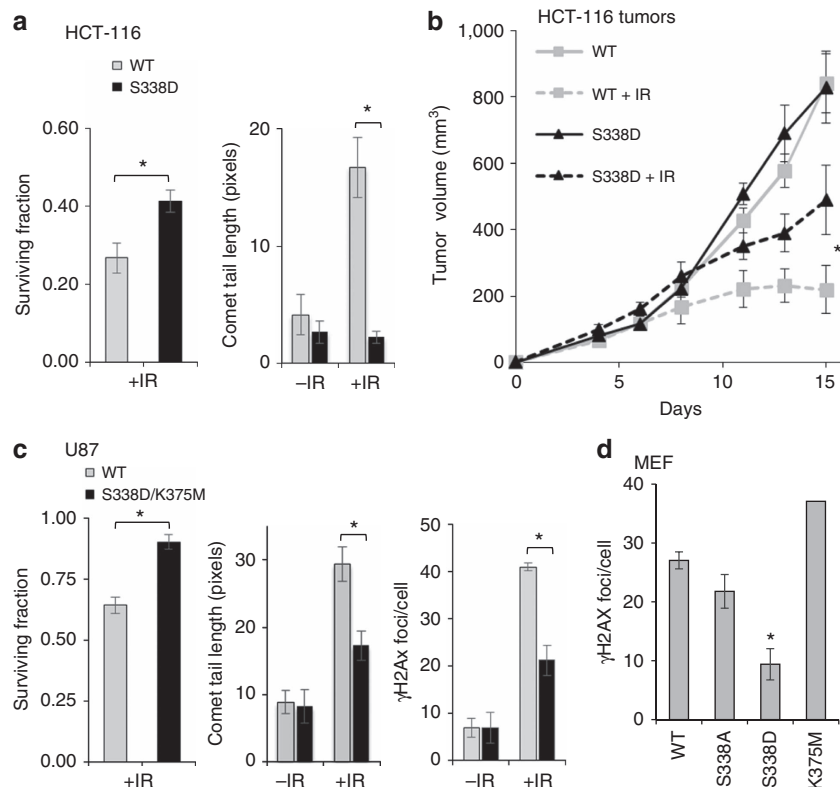 a
HCT-116
WT
S338D
Surviving fraction
0.60
0.40
0.20
0.00
+IR
*
Comet tail length (pixels)
20
10
0
–IR +IR
*
b
HCT-116 tumors
WT
WT + IR
S338D
S338D + IR
Tumor volume (mm³)
1,000
800
600
400
200
0
0 5 10 15
Days
*
c
U87
WT
S338D/K375M
Surviving fraction
1.00
0.75
0.50
0.25
0.00
+IR
*
Comet tail length (pixels)
30
20
10
0
–IR +IR
*
γH2Ax foci/cell
50
40
30
20
10
0
–IR +IR
*
d
MEF
γH2AX foci/cell
40
30
20
10
0
*
WT
S338A
S338D
K375M